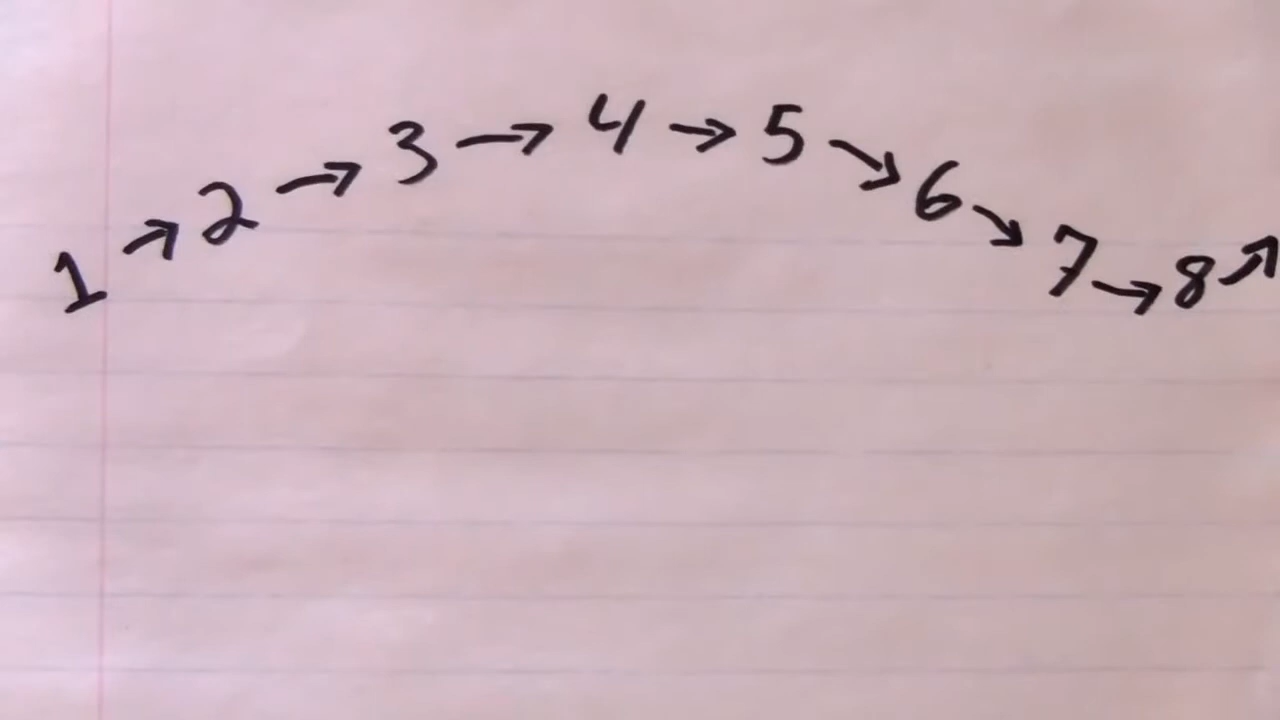 1 → 2 → 3 → 4 → 5 → 6 → 7 → 8 →